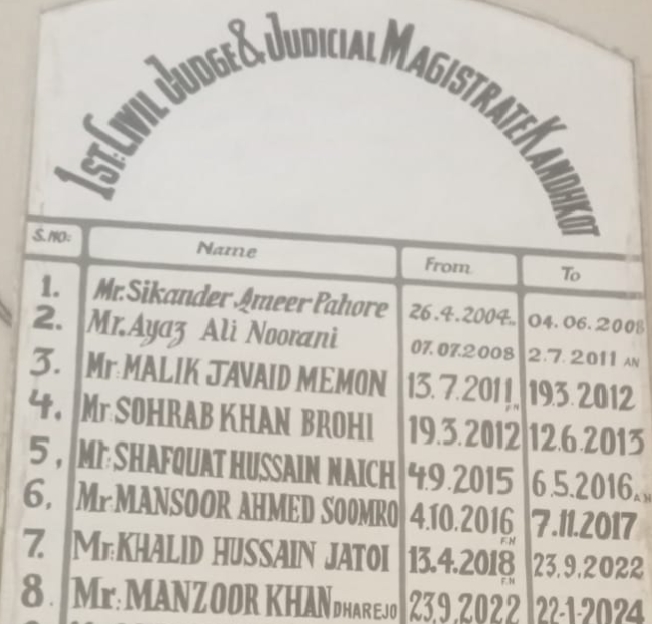 1ST: CIVIL JUDGE & JUDICIAL MAGISTRATE KANDHKOT
S.NO: Name From To
1. Mr. Sikander Ameer Pahore 26.4.2004 04.06.2008
2. Mr. Ayaz Ali Noorani 07.07.2008 2.7.2011 AN
3. Mr. MALIK JAVAID MEMON 13.7.2011 F.N 19.3.2012
4. Mr. SOHRAB KHAN BROHI 19.3.2012 12.6.2013
5. Mr. SHAFQUAT HUSSAIN NAICH 4.9.2015 6.5.2016 A.N
6. Mr. MANSOOR AHMED SOOMRO 4.10.2016 F.N 7.11.2017
7. Mr. KHALID HUSSAIN JATOI 13.4.2018 F.N 23.9.2022
8. Mr. MANZOOR KHAN DHAREJO 23.9.2022 22-1-2024